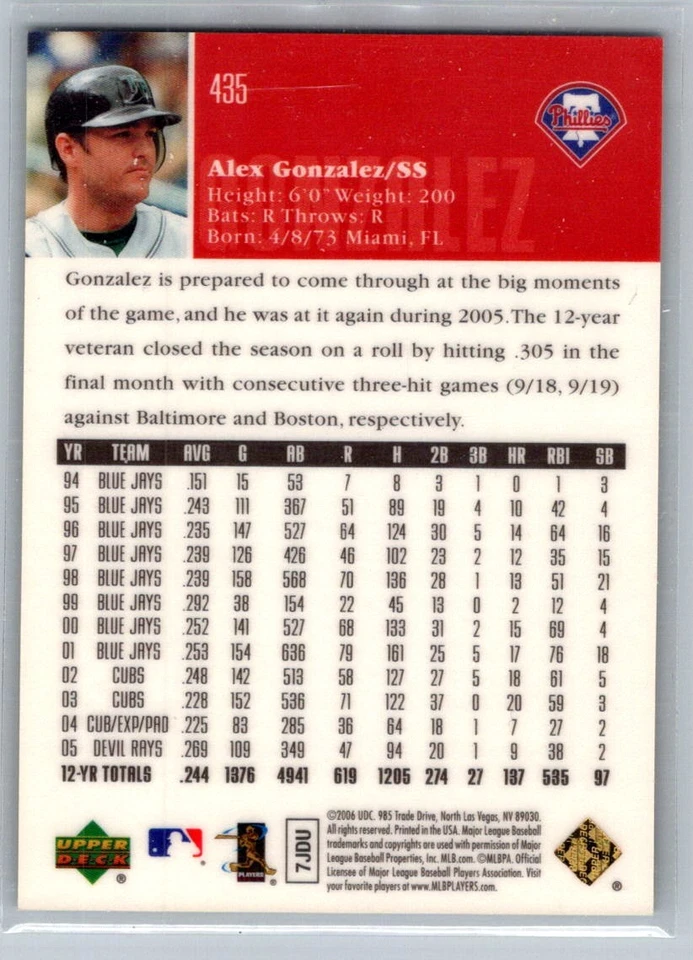 435
Phillies
GONZALEZ
Alex Gonzalez/SS
Height: 6'0" Weight: 200
Bats: R Throws: R
Born: 4/8/73 Miami, FL
Gonzalez is prepared to come through at the big moments
of the game, and he was at it again during 2005. The 12-year
veteran closed the season on a roll by hitting .305 in the
final month with consecutive three-hit games (9/18, 9/19)
against Baltimore and Boston, respectively.
YR TEAM AVG G AB R H 2B 3B HR RBI SB
94 BLUE JAYS .151 15 53 7 8 3 1 0 1 3
95 BLUE JAYS .243 111 367 51 89 19 4 10 42 4
96 BLUE JAYS .235 147 527 64 124 30 5 14 64 16
97 BLUE JAYS .239 126 426 46 102 23 2 12 35 15
98 BLUE JAYS .239 158 568 70 136 28 1 13 51 21
99 BLUE JAYS .292 38 154 22 45 13 0 2 12 4
00 BLUE JAYS .252 141 527 68 133 31 2 15 69 4
01 BLUE JAYS .253 154 636 79 161 25 5 17 76 18
02 CUBS .248 142 513 58 127 27 5 18 61 5
03 CUBS .228 152 536 71 122 37 0 20 59 3
04 CUB/EXP/PAD .225 83 285 36 64 18 1 7 27 2
05 DEVIL RAYS .269 109 349 47 94 20 1 9 38 2
12-YR TOTALS .244 1376 4941 619 1205 274 27 137 535 97
UPPER DECK ®
PLAYERS ®
7JDU
©2006 UDC. 985 Trade Drive, North Las Vegas, NV 89030.
All rights reserved. Printed in the USA. Major League Baseball
trademarks and copyrights are used with permission of Major
League Baseball Properties, Inc. MLB.com. ©MLBPA. Official
Licensee of Major League Baseball Players Association. Visit
your favorite players at www.MLBPLAYERS.com.
®